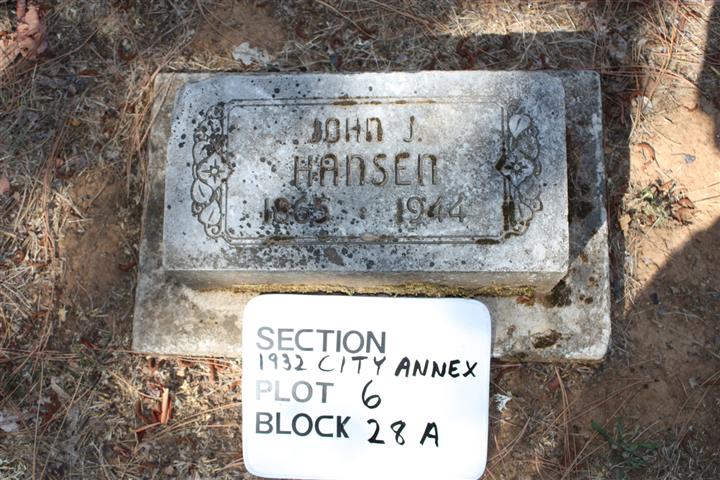 JOHN J.
HANSEN
1865 1944
SECTION
1932 CITY ANNEX
PLOT 6
BLOCK 28 A